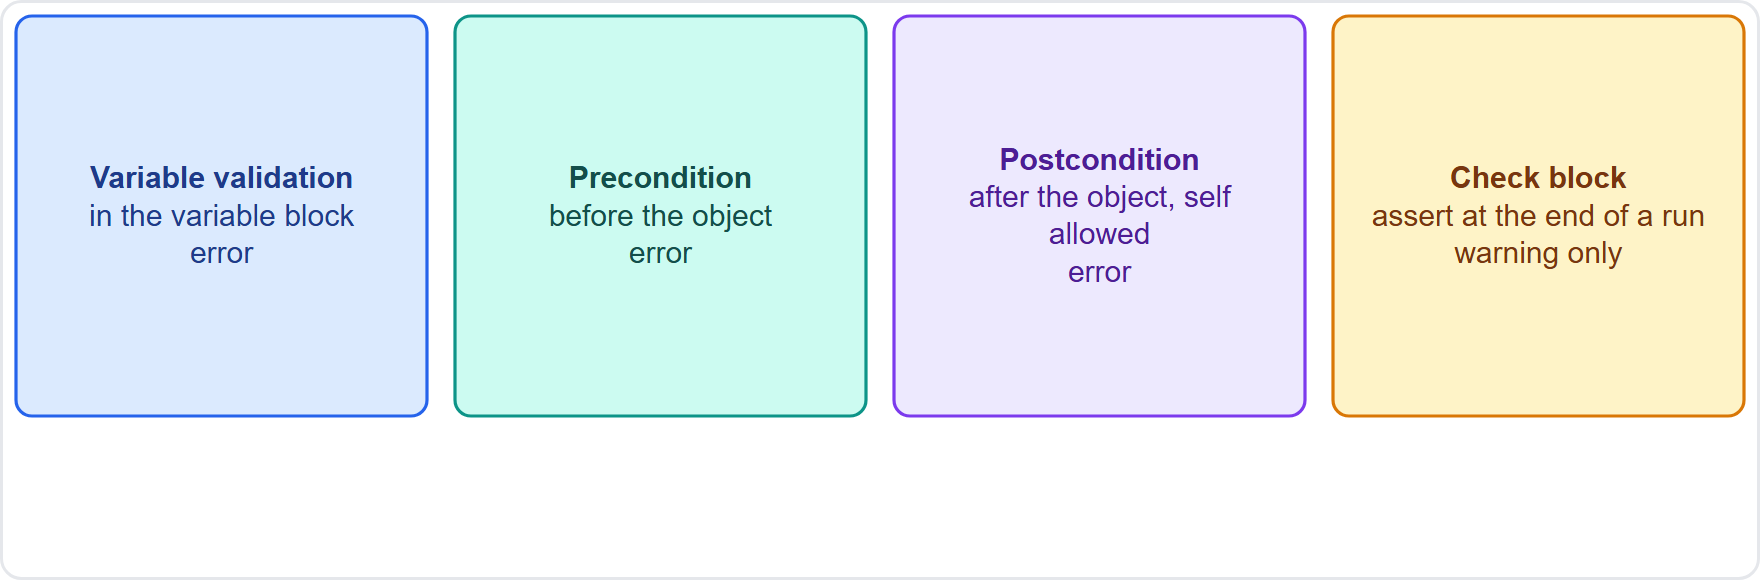 Variable validation
in the variable block
error
Precondition
before the object
error
Postcondition
after the object, self
allowed
error
Check block
assert at the end of a run
warning only